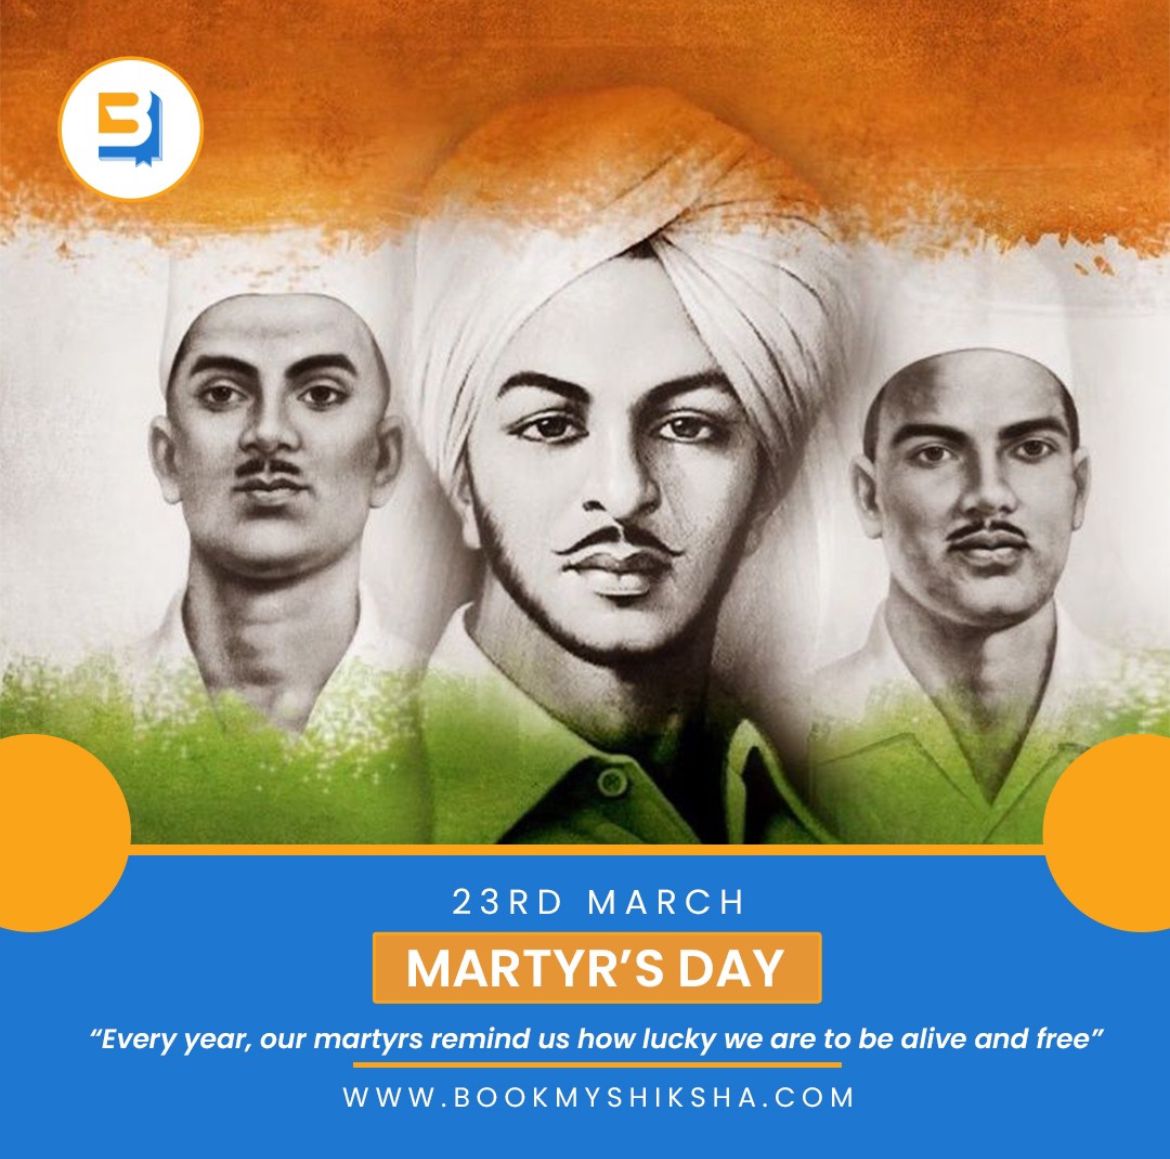 23RD MARCH
MARTYR’S DAY
“Every year, our martyrs remind us how lucky we are to be alive and free”
WWW.BOOKMYSHIKSHA.COM